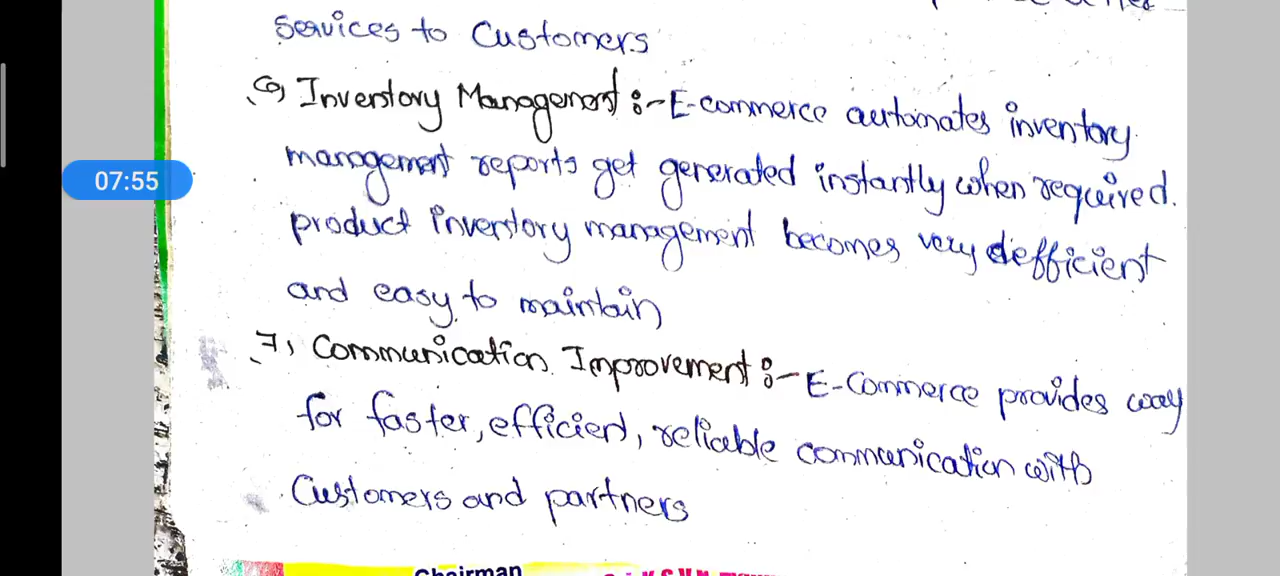 services to Customers
6, Inventory Management :- E-commerce automates inventory
management reports get generated instantly when required.
product inventory management becomes very defficient
and easy to maintain
7, Communication Improvement :- E-Commerce provides way
for faster, efficient, reliable communication with
Customers and partners
07:55
Chairman